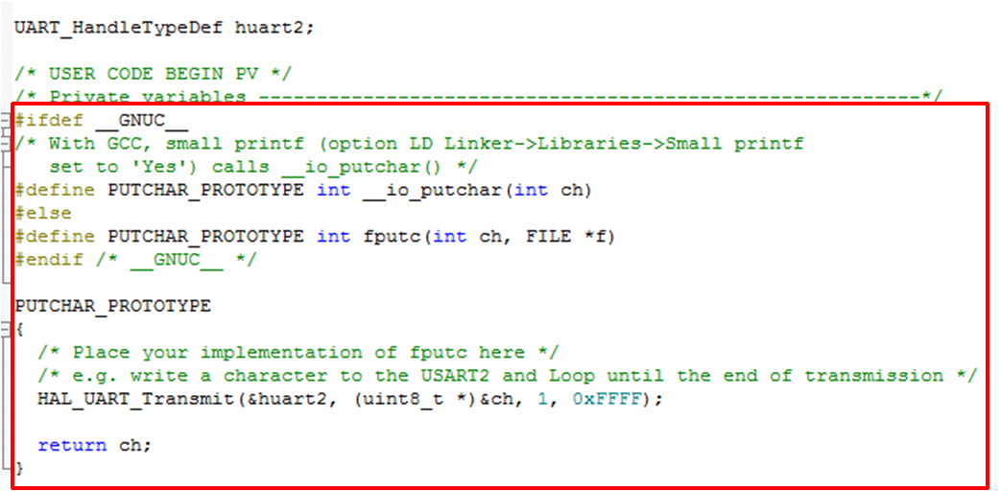 UART_HandleTypeDef huart2;
/* USER CODE BEGIN PV */
/* Private variables ---------------------------------------------------------*/
#ifdef __GNUC__
/* With GCC, small printf (option LD Linker->Libraries->Small printf
   set to 'Yes') calls __io_putchar() */
#define PUTCHAR_PROTOTYPE int __io_putchar(int ch)
#else
#define PUTCHAR_PROTOTYPE int fputc(int ch, FILE *f)
#endif /* __GNUC__ */
PUTCHAR_PROTOTYPE
{
  /* Place your implementation of fputc here */
  /* e.g. write a character to the USART2 and Loop until the end of transmission */
  HAL_UART_Transmit(&huart2, (uint8_t *)&ch, 1, 0xFFFF);
  return ch;
}